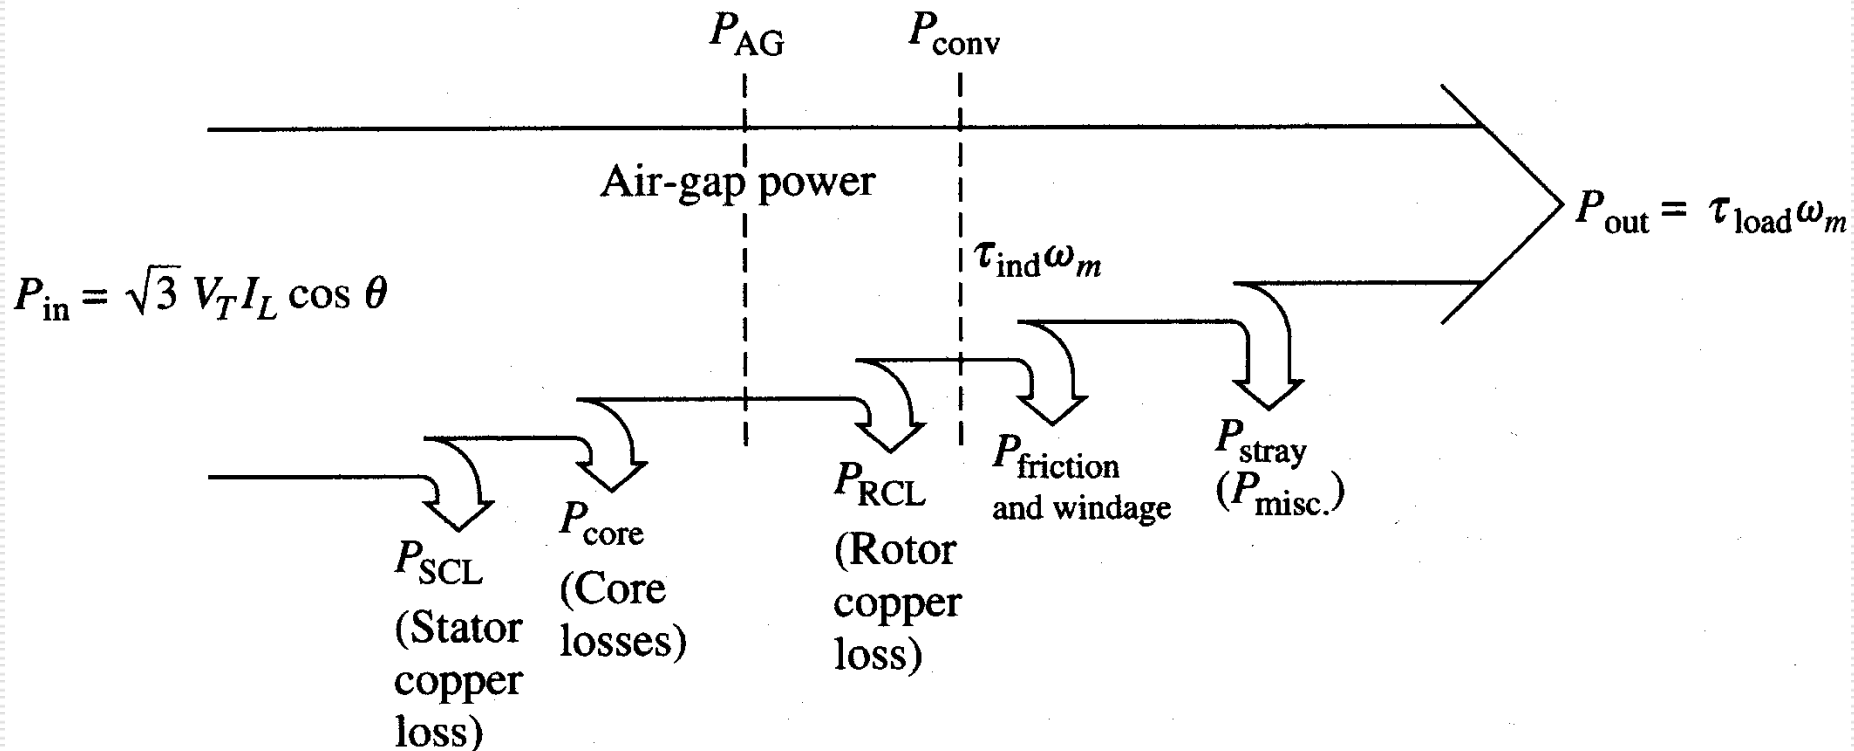 P_AG
P_conv
Air-gap power
P_out = τ_load ω_m
τ_ind ω_m
P_in = √3 V_T I_L cos θ
P_SCL
(Stator
copper
loss)
P_core
(Core
losses)
P_RCL
(Rotor
copper
loss)
P_friction
and windage
P_stray
(P_misc.)